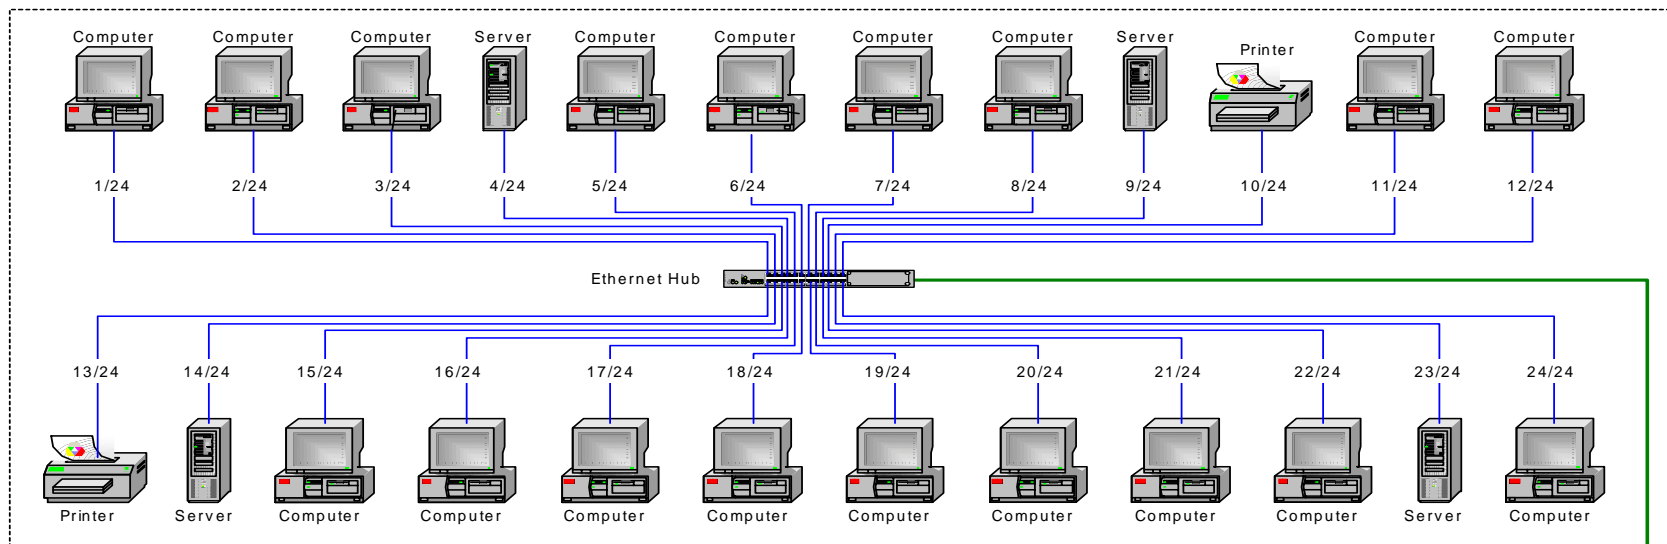 Computer Computer Computer Server Computer Computer Computer Computer Server Printer Computer Computer
1/24 2/24 3/24 4/24 5/24 6/24 7/24 8/24 9/24 10/24 11/24 12/24
Ethernet Hub
13/24 14/24 15/24 16/24 17/24 18/24 19/24 20/24 21/24 22/24 23/24 24/24
Printer Server Computer Computer Computer Computer Computer Computer Computer Computer Server Computer